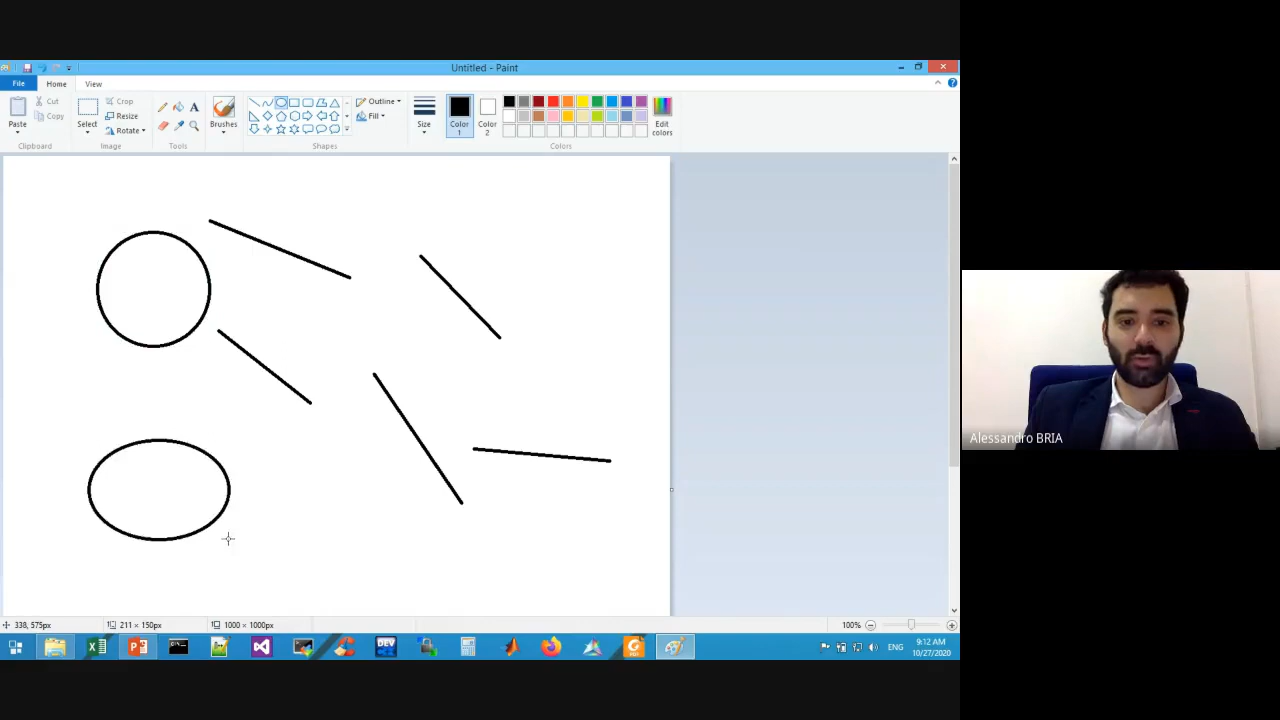 Untitled - Paint
File Home View
Paste
Cut
Copy
Clipboard
Select
Crop
Resize
Rotate
Image
Tools
Brushes
Shapes
Outline
Fill
Size
Color 1
Color 2
Edit colors
Colors
Alessandro BRIA
338, 575px
211 × 150px
1000 × 1000px
100%
DEV
PDF
ENG
9:12 AM
10/27/2020